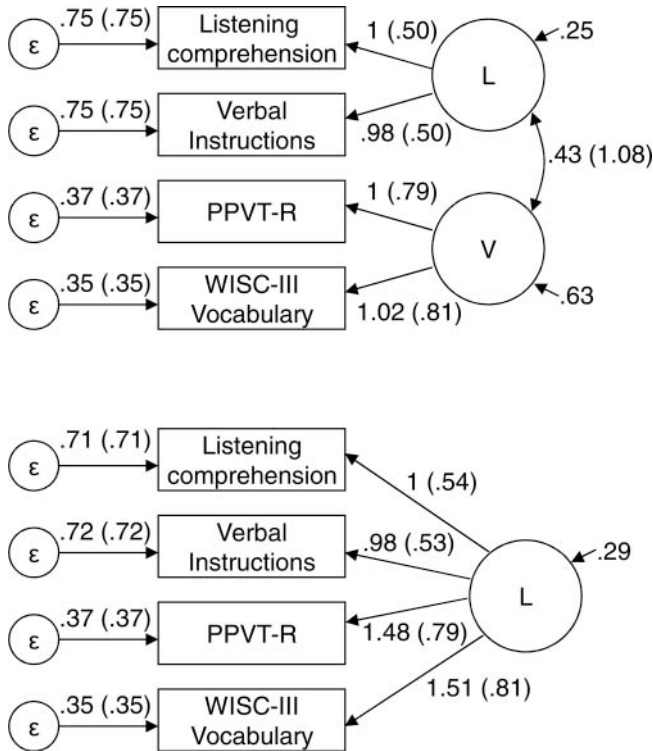 .75 (.75)
ε
Listening
comprehension
1 (.50)
L
.25
.75 (.75)
ε
Verbal
Instructions
.98 (.50)
.43 (1.08)
.37 (.37)
ε
PPVT-R
1 (.79)
V
.35 (.35)
ε
WISC-III
Vocabulary
1.02 (.81)
.63
.71 (.71)
ε
Listening
comprehension
1 (.54)
.72 (.72)
ε
Verbal
Instructions
.98 (.53)
L
.29
.37 (.37)
ε
PPVT-R
1.48 (.79)
.35 (.35)
ε
WISC-III
Vocabulary
1.51 (.81)